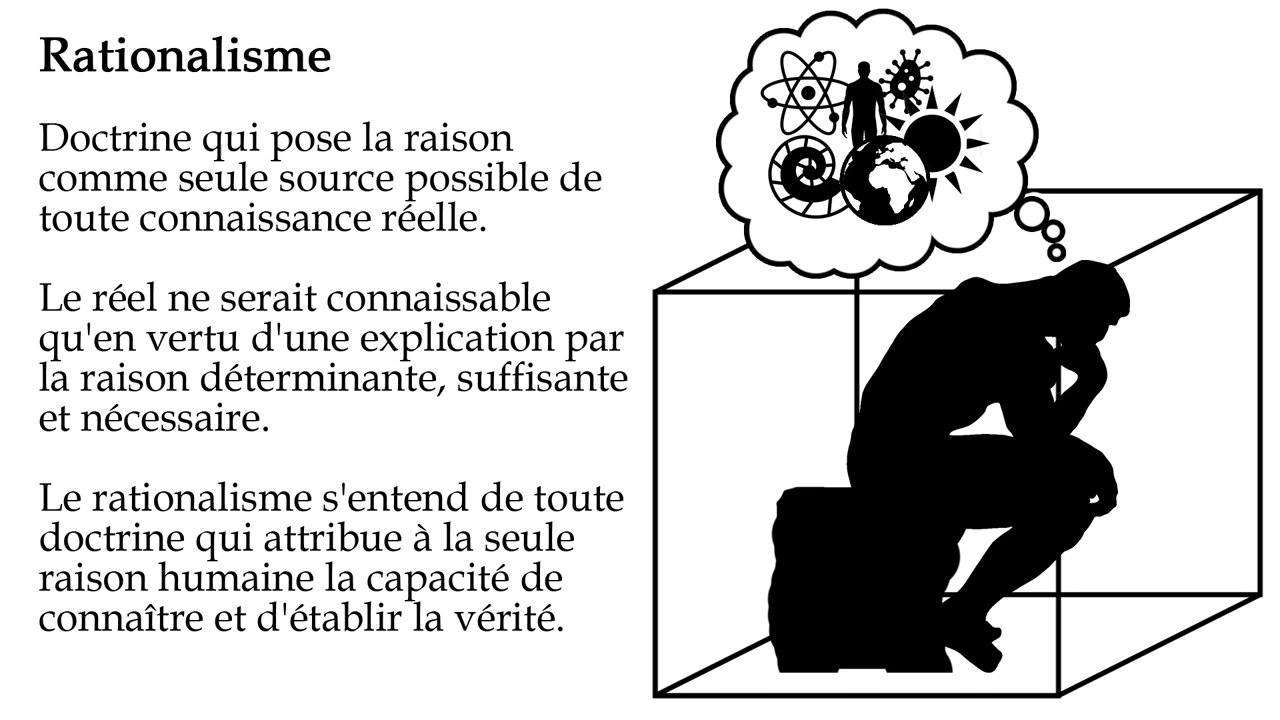 Rationalisme
Doctrine qui pose la raison
comme seule source possible de
toute connaissance réelle.
Le réel ne serait connaissable
qu'en vertu d'une explication par
la raison déterminante, suffisante
et nécessaire.
Le rationalisme s'entend de toute
doctrine qui attribue à la seule
raison humaine la capacité de
connaître et d'établir la vérité.